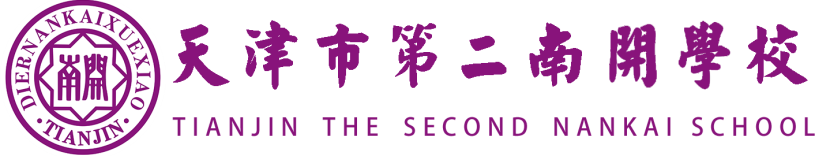 DIERNANKAIXUEXIAO
南開
·TIANJIN·
天津市第二南開學校
TIANJIN THE SECOND NANKAI SCHOOL